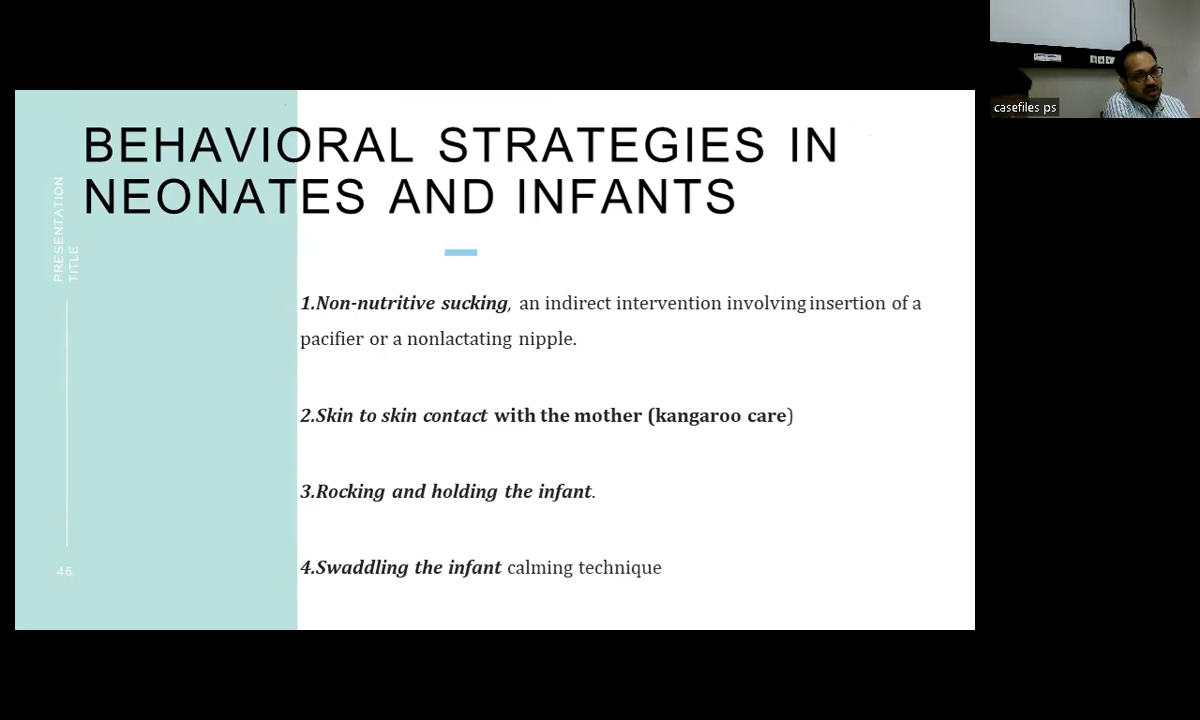 BEHAVIORAL STRATEGIES IN
NEONATES AND INFANTS
PRESENTATION
TITLE
1.Non-nutritive sucking, an indirect intervention involving insertion of a
pacifier or a nonlactating nipple.
2.Skin to skin contact with the mother (kangaroo care)
3.Rocking and holding the infant.
4.Swaddling the infant calming technique
45
casefiles ps